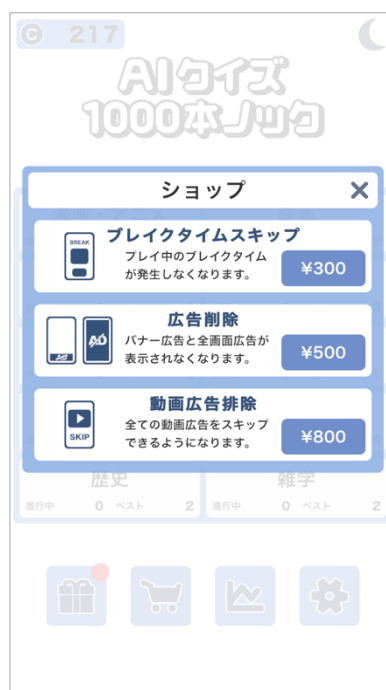 C 217
AIクイズ
1000本ノック
ショップ
BREAK
ブレイクタイムスキップ
プレイ中のブレイクタイム
が発生しなくなります。
¥300
AD
AD
広告削除
バナー広告と全画面広告が
表示されなくなります。
¥500
SKIP
動画広告排除
全ての動画広告をスキップ
できるようになります。
¥800
歴史 雑学
進行中 0 ベスト 2 進行中 0 ベスト 2